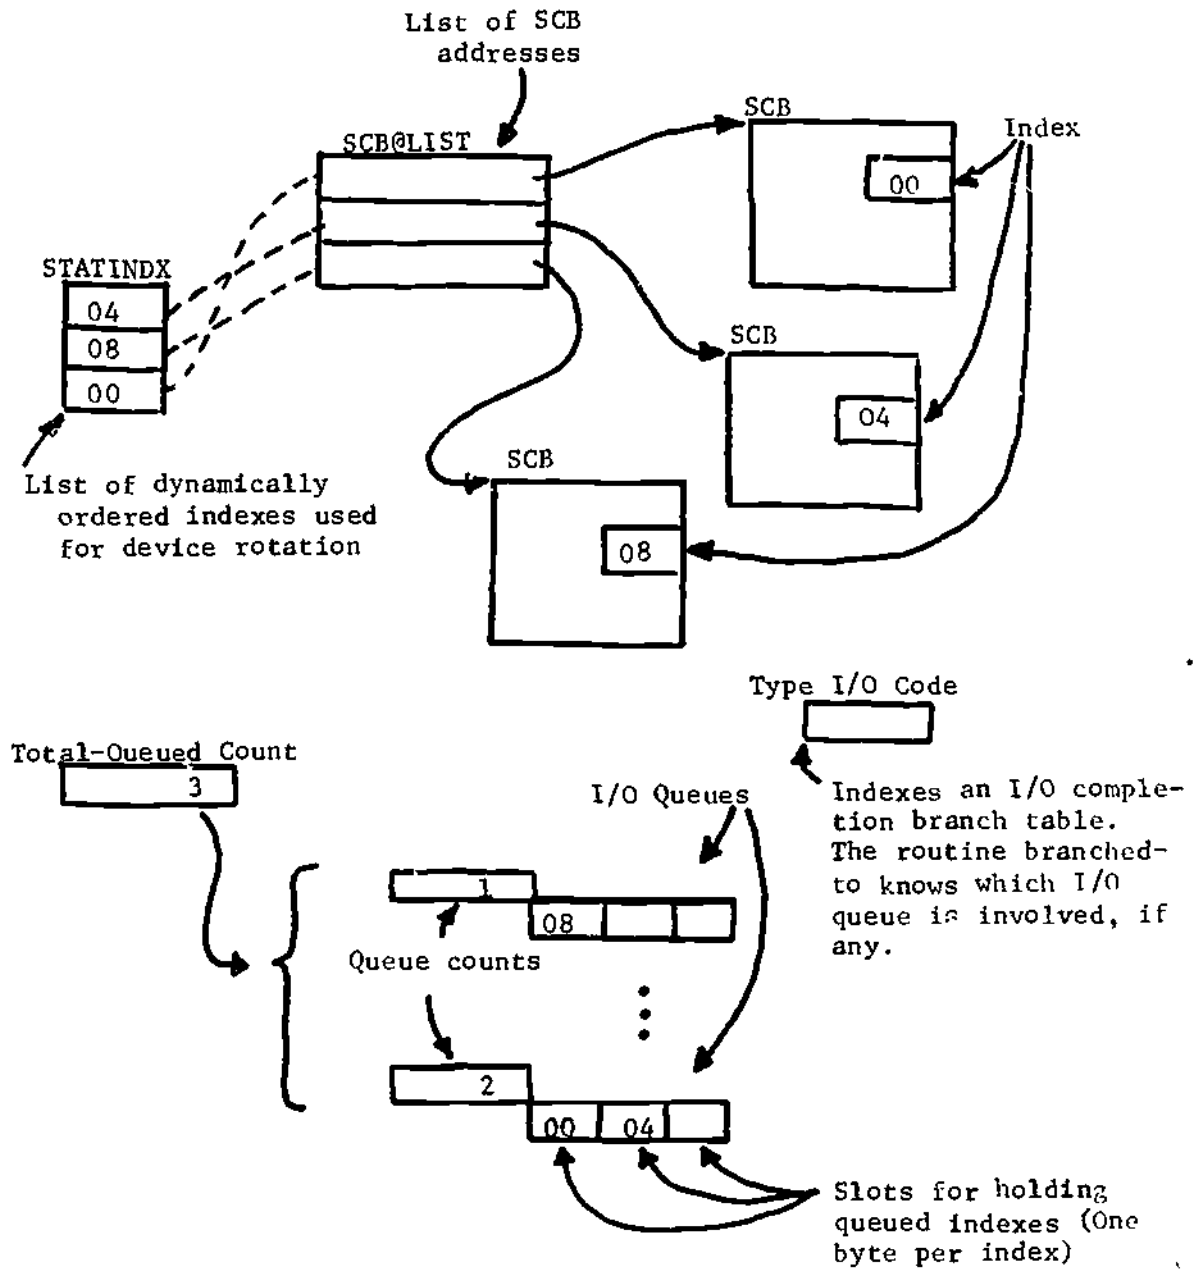 List of SCB
addresses
SCB@LIST
SCB
Index
00
STATINDX
04
08
00
SCB
04
List of dynamically
ordered indexes used
for device rotation
SCB
08
Type I/O Code
Total-Oueued Count
3
I/O Queues
Indexes an I/O comple-
tion branch table.
The routine branched-
to knows which I/O
queue is involved, if
any.
1
08
Queue counts
2
00 04
Slots for holding
queued indexes (One
byte per index)